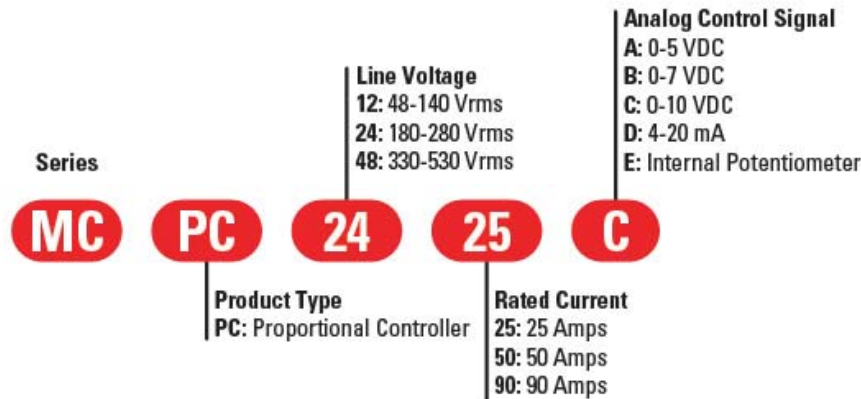 Analog Control Signal
A: 0-5 VDC
B: 0-7 VDC
C: 0-10 VDC
D: 4-20 mA
E: Internal Potentiometer
Line Voltage
12: 48-140 Vrms
24: 180-280 Vrms
48: 330-530 Vrms
Series
MC PC 24 25 C
Product Type
PC: Proportional Controller
Rated Current
25: 25 Amps
50: 50 Amps
90: 90 Amps